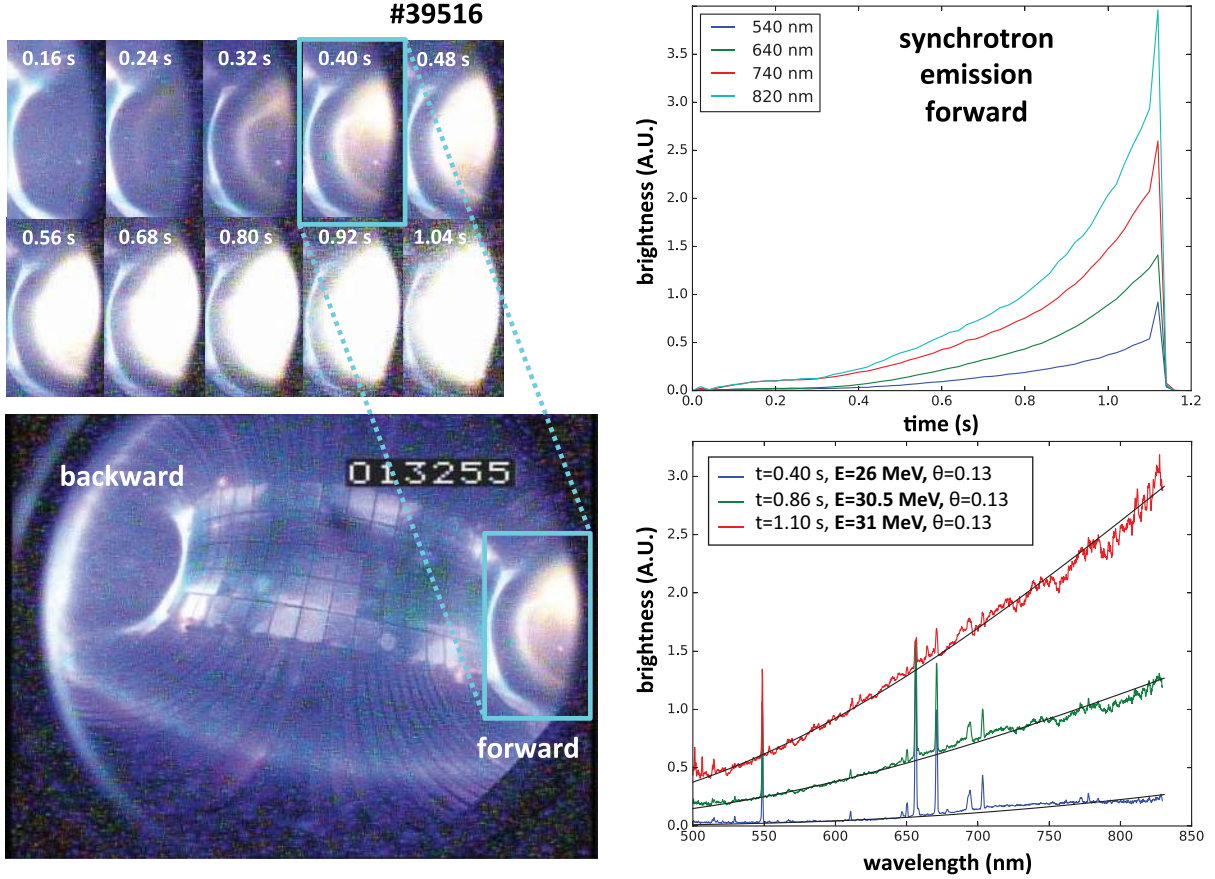 #39516
0.16 s
0.24 s
0.32 s
0.40 s
0.48 s
0.56 s
0.68 s
0.80 s
0.92 s
1.04 s
backward
013255
forward
540 nm
640 nm
740 nm
820 nm
synchrotron
emission
forward
brightness (A.U.)
3.5
3.0
2.5
2.0
1.5
1.0
0.5
0.0
0.0
0.2
0.4
0.6
0.8
1.0
1.2
time (s)
t=0.40 s, E=26 MeV, θ=0.13
t=0.86 s, E=30.5 MeV, θ=0.13
t=1.10 s, E=31 MeV, θ=0.13
brightness (A.U.)
3.0
2.5
2.0
1.5
1.0
0.5
0.0
500
550
600
650
700
750
800
850
wavelength (nm)